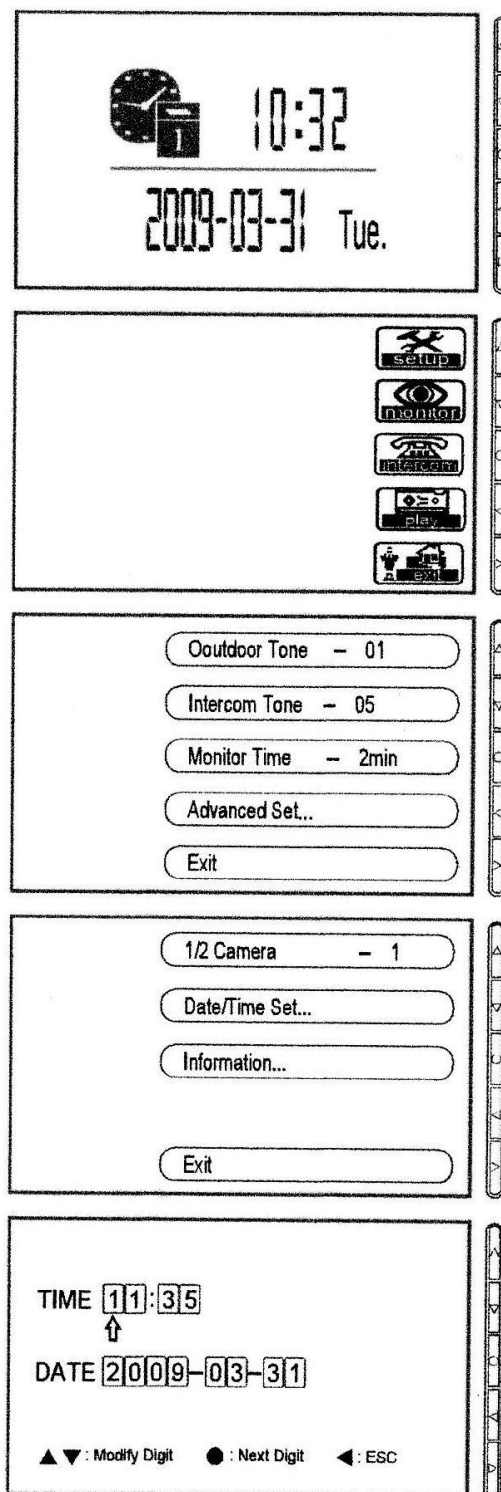 10:32
2009-03-31 Tue.
setup
monitor
intercom
play
exit
Ooutdoor Tone – 01
Intercom Tone – 05
Monitor Time – 2min
Advanced Set...
Exit
1/2 Camera – 1
Date/Time Set...
Information...
Exit
TIME 11:35
DATE 2009–03–31
▲▼: Modify Digit ●: Next Digit ◀: ESC